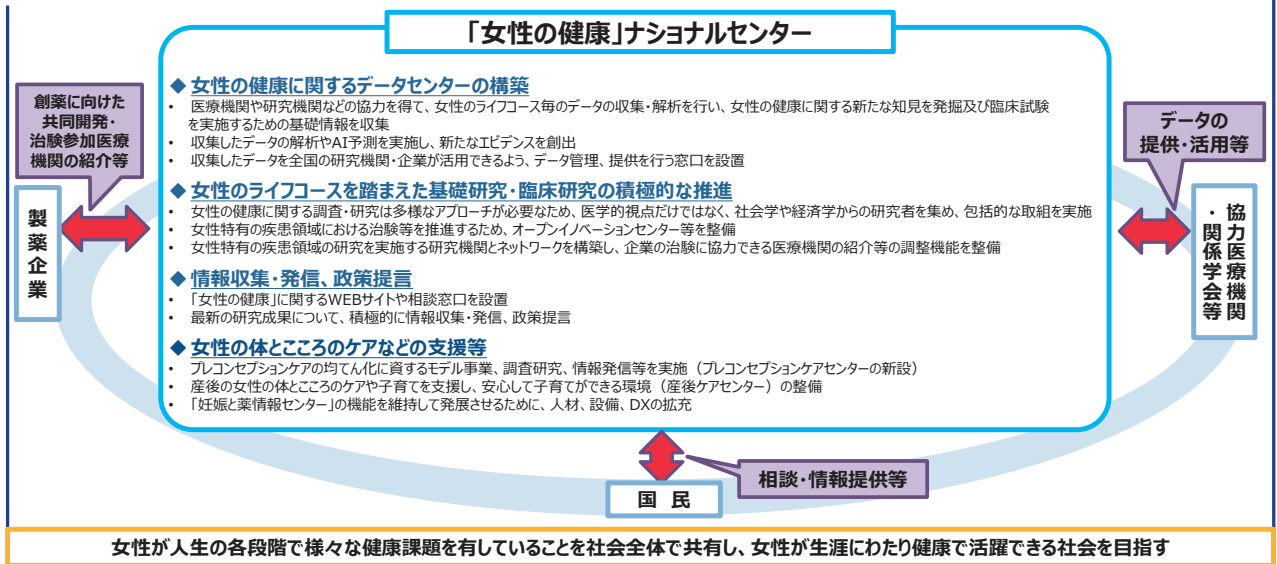 「女性の健康」ナショナルセンター
◆ 女性の健康に関するデータセンターの構築
• 医療機関や研究機関などの協力を得て、女性のライフコース毎のデータの収集・解析を行い、女性の健康に関する新たな知見を発掘及び臨床試験
を実施するための基礎情報を収集
• 収集したデータの解析やAI予測を実施し、新たなエビデンスを創出
• 収集したデータを全国の研究機関・企業が活用できるよう、データ管理、提供を行う窓口を設置
◆ 女性のライフコースを踏まえた基礎研究・臨床研究の積極的な推進
• 女性の健康に関する調査・研究は多様なアプローチが必要なため、医学的視点だけではなく、社会学や経済学からの研究者を集め、包括的な取組を実施
• 女性特有の疾患領域における治験等を推進するため、オープンイノベーションセンター等を整備
• 女性特有の疾患領域の研究を実施する研究機関とネットワークを構築し、企業の治験に協力できる医療機関の紹介等の調整機能を整備
◆ 情報収集・発信、政策提言
• 「女性の健康」に関するWEBサイトや相談窓口を設置
• 最新の研究成果について、積極的に情報収集・発信、政策提言
◆ 女性の体とこころのケアなどの支援等
• プレコンセプションケアの均てん化に資するモデル事業、調査研究、情報発信等を実施（プレコンセプションケアセンターの新設）
• 産後の女性の体とこころのケアや子育てを支援し、安心して子育てができる環境（産後ケアセンター）の整備
• 「妊娠と薬情報センター」の機能を維持して発展させるために、人材、設備、DXの拡充
創薬に向けた
共同開発・
治験参加医療
機関の紹介等
製薬企業
データの
提供・活用等
協力医療機関
・関係学会等
相談・情報提供等
国 民
女性が人生の各段階で様々な健康課題を有していることを社会全体で共有し、女性が生涯にわたり健康で活躍できる社会を目指す